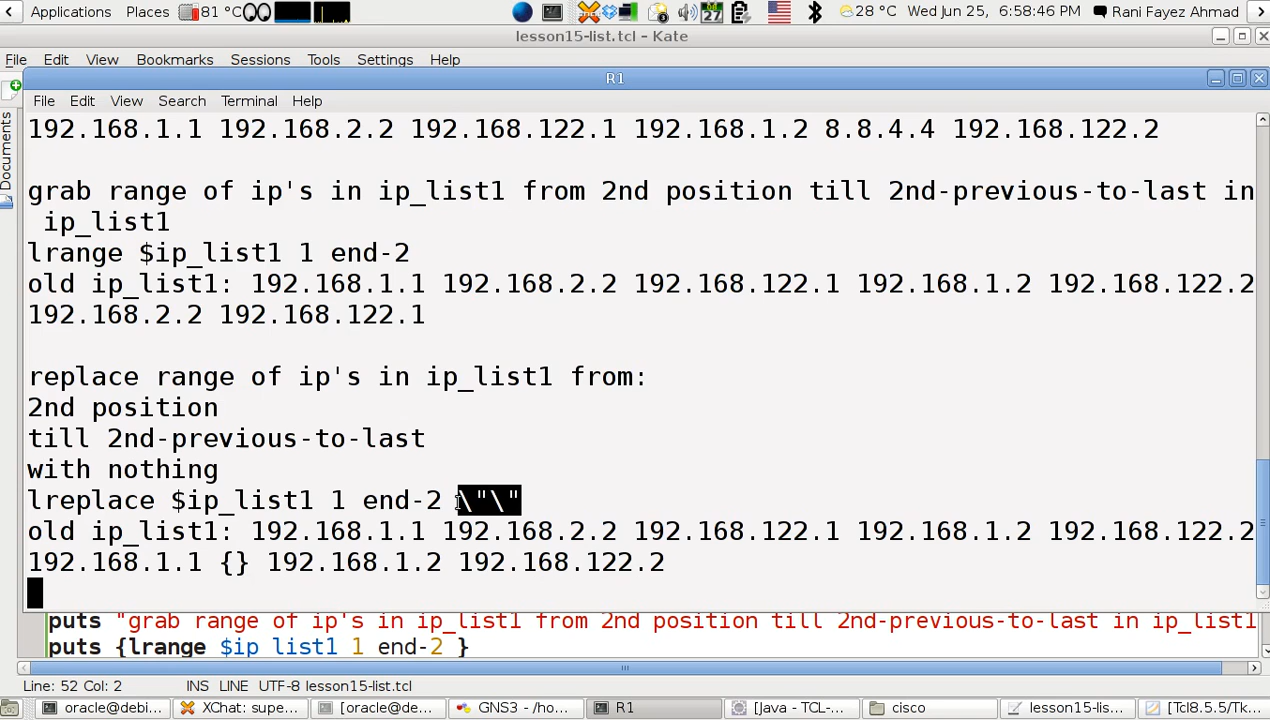 Applications Places 81 °C 27 28 °C Wed Jun 25, 6:58:46 PM Rani Fayez Ahmad
lesson15-list.tcl - Kate
File Edit View Bookmarks Sessions Tools Settings Help
R1
File Edit View Search Terminal Help
Documents
192.168.1.1 192.168.2.2 192.168.122.1 192.168.1.2 8.8.4.4 192.168.122.2
grab range of ip's in ip_list1 from 2nd position till 2nd-previous-to-last in
ip_list1
lrange $ip_list1 1 end-2
old ip_list1: 192.168.1.1 192.168.2.2 192.168.122.1 192.168.1.2 192.168.122.2
192.168.2.2 192.168.122.1
replace range of ip's in ip_list1 from:
2nd position
till 2nd-previous-to-last
with nothing
lreplace $ip_list1 1 end-2 \"\"
old ip_list1: 192.168.1.1 192.168.2.2 192.168.122.1 192.168.1.2 192.168.122.2
192.168.1.1 {} 192.168.1.2 192.168.122.2
puts "grab range of ip's in ip_list1 from 2nd position till 2nd-previous-to-last in ip_list1
puts {lrange $ip_list1 1 end-2 }
Line: 52 Col: 2 INS LINE UTF-8 lesson15-list.tcl
oracle@debi... XChat: supe... [oracle@deb... GNS3 - /ho... R1 [Java - TCL-... cisco lesson15-lis... [Tcl8.5.5/Tk...